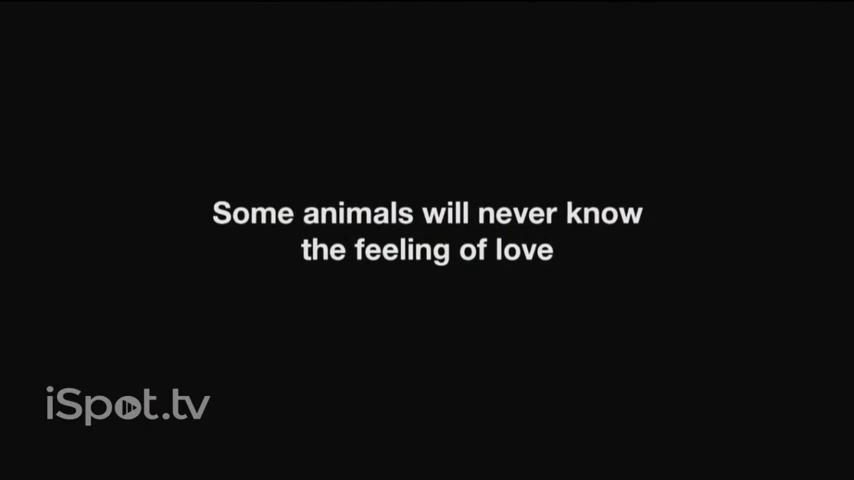 Some animals will never know
the feeling of love
iSpot.tv